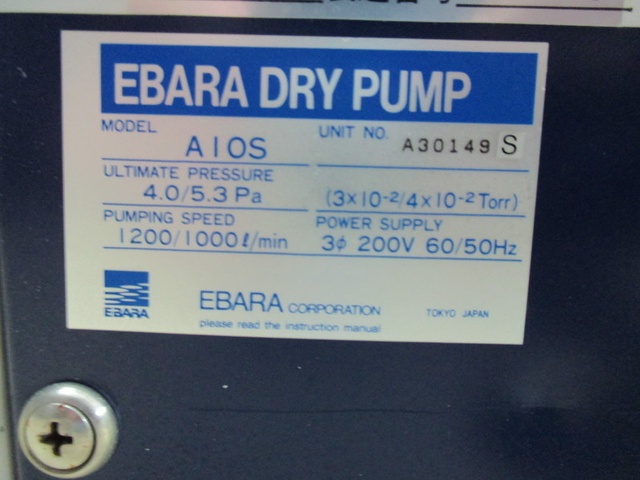 EBARA DRY PUMP
MODEL A10S UNIT NO. A30149 S
ULTIMATE PRESSURE
4.0/5.3 Pa (3×10-2/4×10-2 Torr)
PUMPING SPEED POWER SUPPLY
1200/1000 ℓ/min 3φ 200V 60/50Hz
EBARA
EBARA CORPORATION TOKYO JAPAN
please read the instruction manual